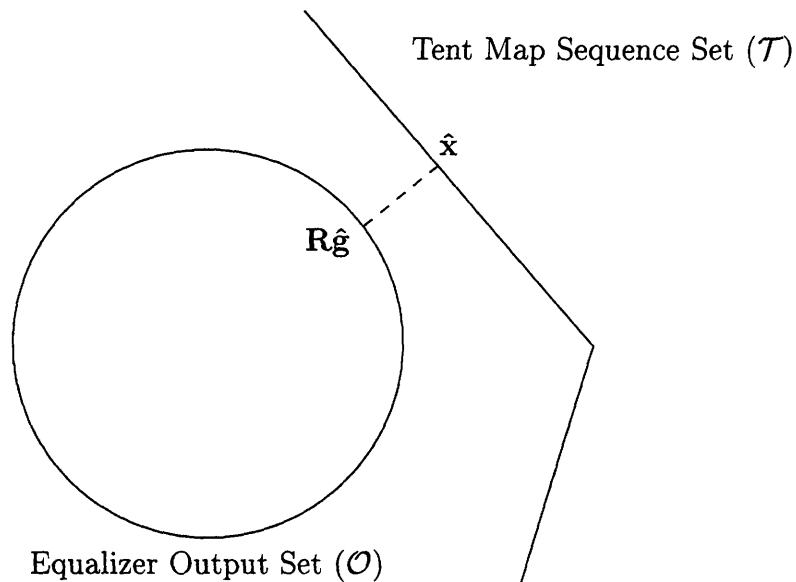 Tent Map Sequence Set (𝒯)
x̂
Rĝ
Equalizer Output Set (𝒪)